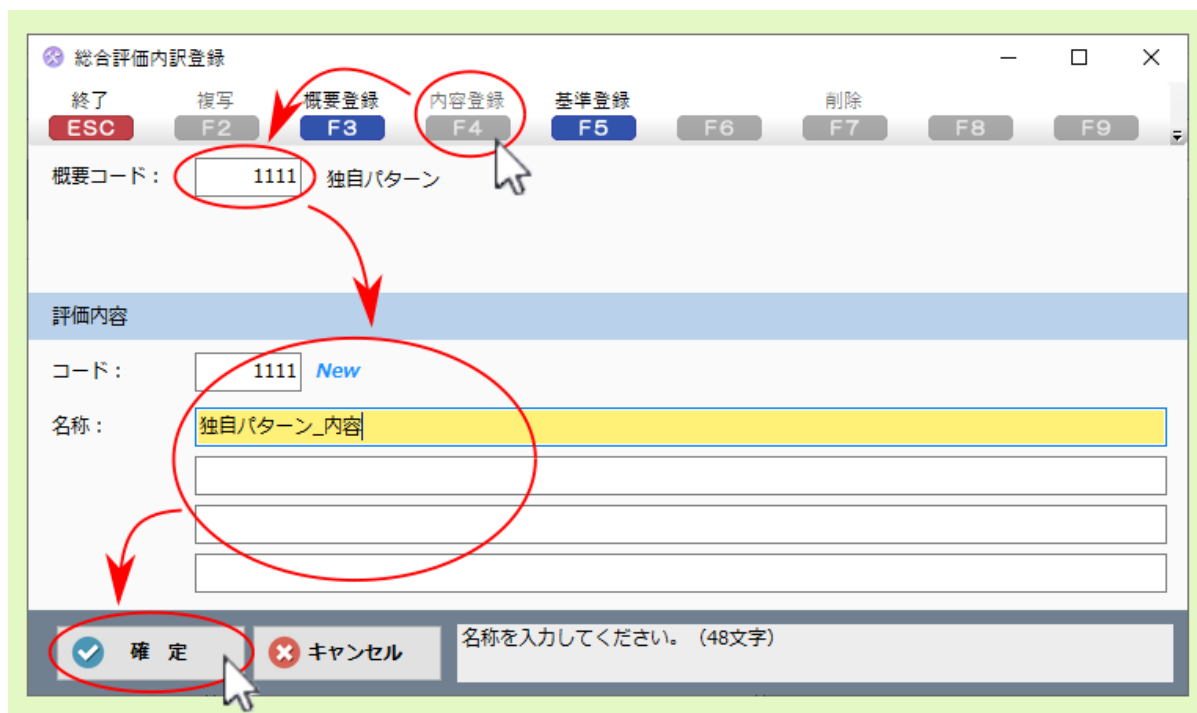 総合評価内訳登録
終了 複写 概要登録 内容登録 基準登録 削除
ESC F2 F3 F4 F5 F6 F7 F8 F9
概要コード： 1111 独自パターン
評価内容
コード： 1111 New
名称： 独自パターン_内容
確 定 キャンセル 名称を入力してください。（48文字）